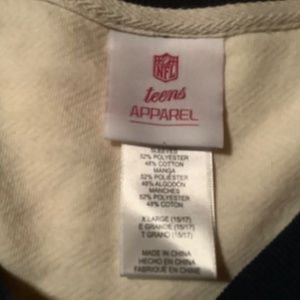 NFL
teens
APPAREL
SLEEVES
52% POLYESTER
48% COTTON
MANGA
52% POLIESTER
48% ALGODON
MANCHES
52% POLYESTER
48% COTON
X LARGE (15/17)
E GRANDE (15/17)
T GRAND (15/17)
MADE IN CHINA
HECHO EN CHINA
FABRIQUE EN CHINE